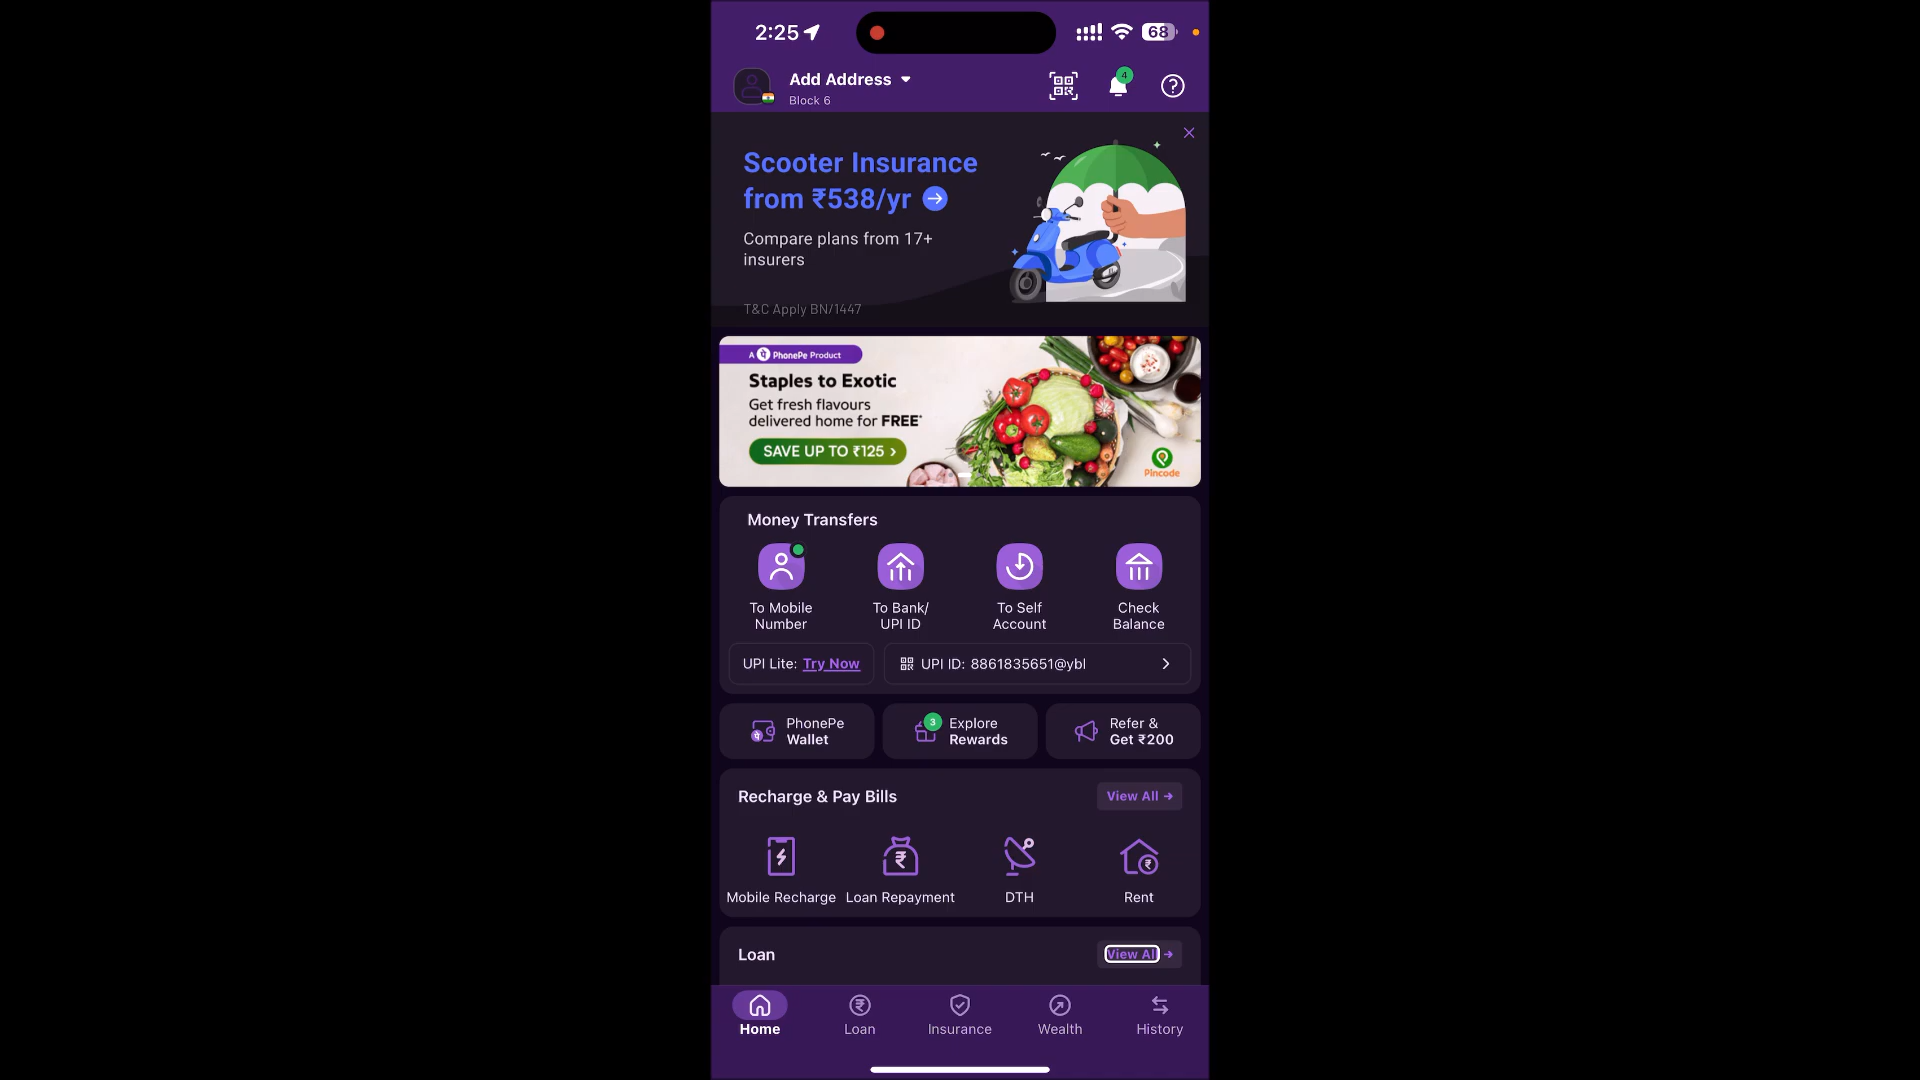 2:25
68
Add Address
Block 6
4
Scooter Insurance
from ₹538/yr
Compare plans from 17+
insurers
T&C Apply BN/1447
A PhonePe Product
Staples to Exotic
Get fresh flavours
delivered home for FREE*
SAVE UP TO ₹125 ›
Pincode
Money Transfers
To Mobile
Number
To Bank/
UPI ID
To Self
Account
Check
Balance
UPI Lite: Try Now
UPI ID: 8861835651@ybl
PhonePe
Wallet
3
Explore
Rewards
Refer &
Get ₹200
Recharge & Pay Bills
View All →
Mobile Recharge
Loan Repayment
DTH
Rent
Loan
View All →
Home
Loan
Insurance
Wealth
History